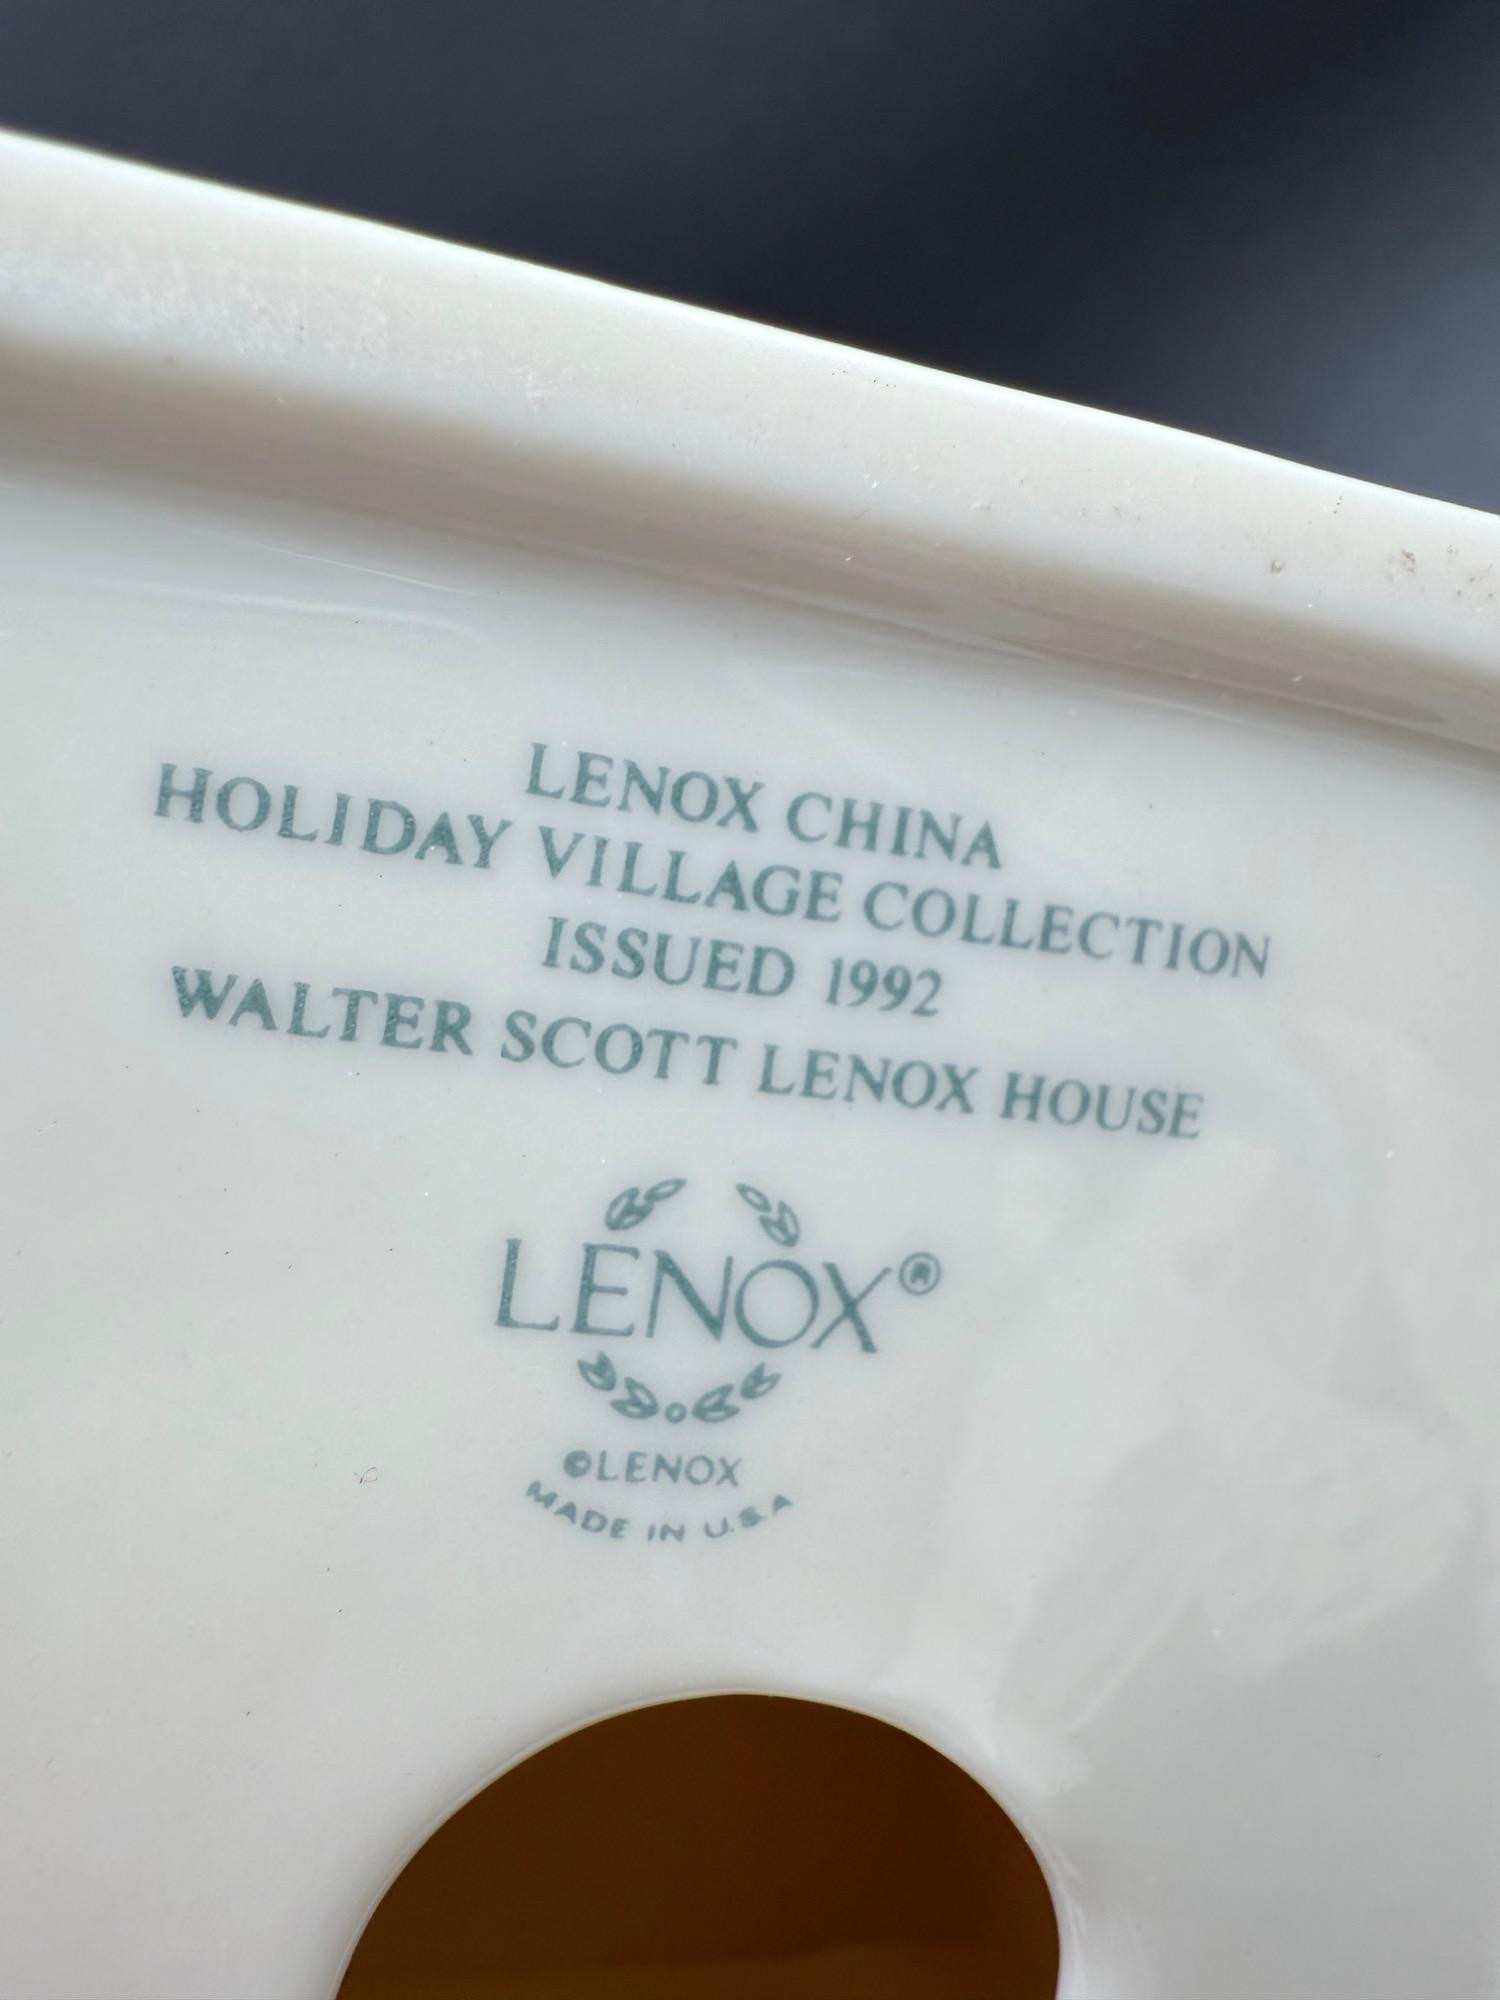 LENOX CHINA
HOLIDAY VILLAGE COLLECTION
ISSUED 1992
WALTER SCOTT LENOX HOUSE
LENOX®
©LENOX
MADE IN U.S.A